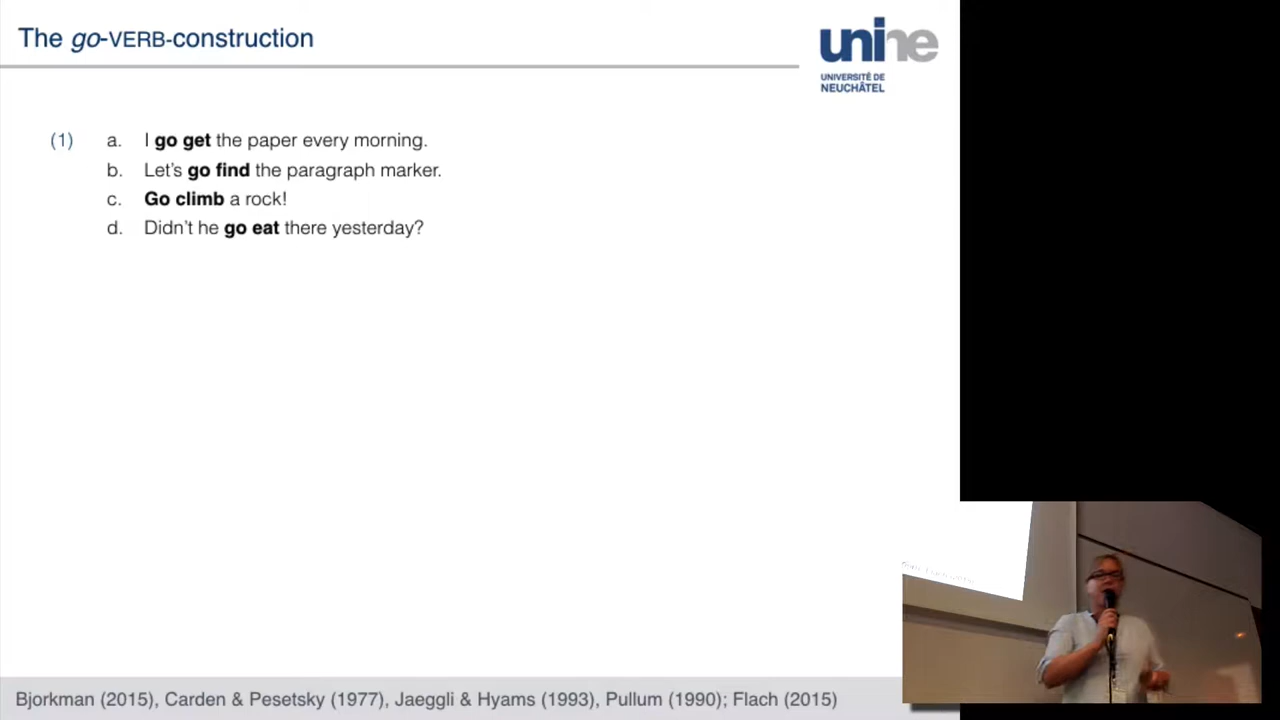 The go-VERB-construction
unine
UNIVERSITÉ DE
NEUCHÂTEL
(1) a. I go get the paper every morning.
b. Let's go find the paragraph marker.
c. Go climb a rock!
d. Didn't he go eat there yesterday?
Bjorkman (2015), Carden & Pesetsky (1977), Jaeggli & Hyams (1993), Pullum (1990); Flach (2015)